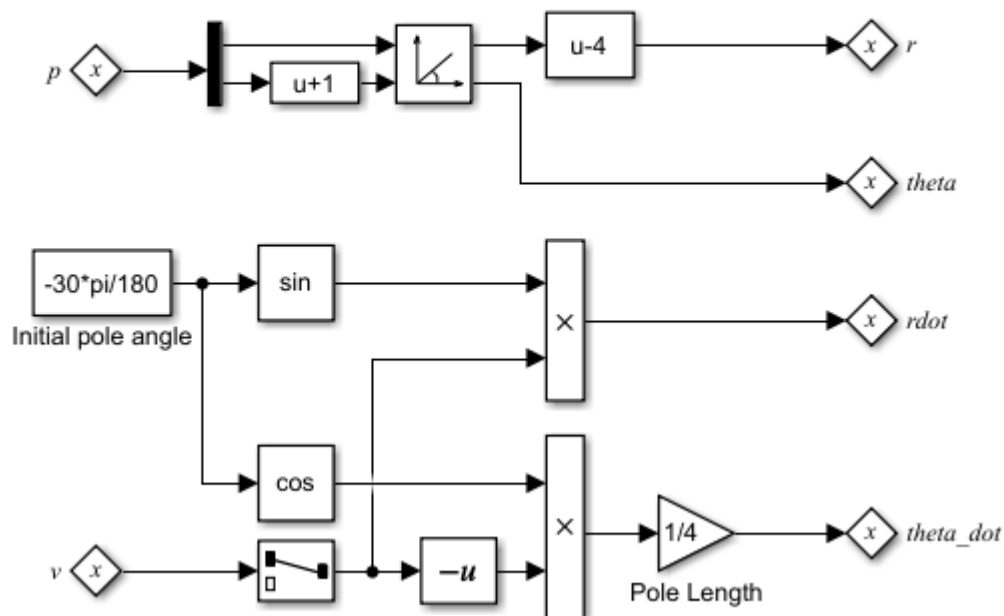 p
x
u+1
u-4
x
r
x
theta
-30*pi/180
Initial pole angle
sin
×
x
rdot
cos
v
x
-u
×
1/4
Pole Length
x
theta_dot